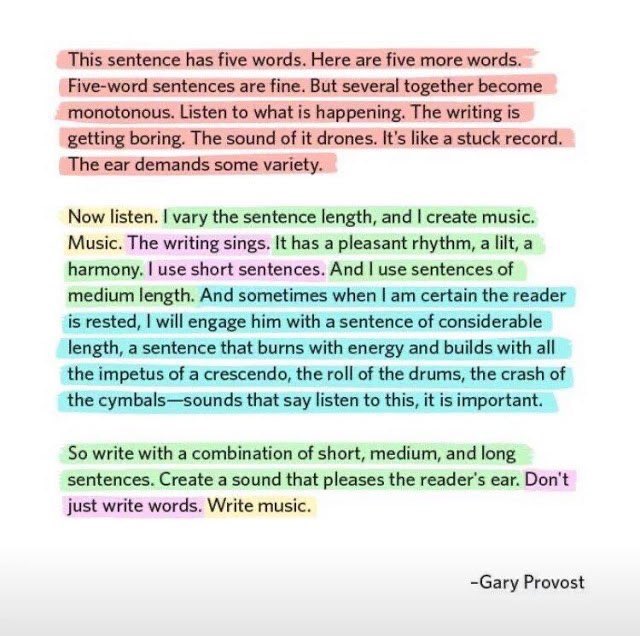 This sentence has five words. Here are five more words.
Five-word sentences are fine. But several together become
monotonous. Listen to what is happening. The writing is
getting boring. The sound of it drones. It's like a stuck record.
The ear demands some variety.
Now listen. I vary the sentence length, and I create music.
Music. The writing sings. It has a pleasant rhythm, a lilt, a
harmony. I use short sentences. And I use sentences of
medium length. And sometimes when I am certain the reader
is rested, I will engage him with a sentence of considerable
length, a sentence that burns with energy and builds with all
the impetus of a crescendo, the roll of the drums, the crash of
the cymbals—sounds that say listen to this, it is important.
So write with a combination of short, medium, and long
sentences. Create a sound that pleases the reader's ear. Don't
just write words. Write music.
–Gary Provost